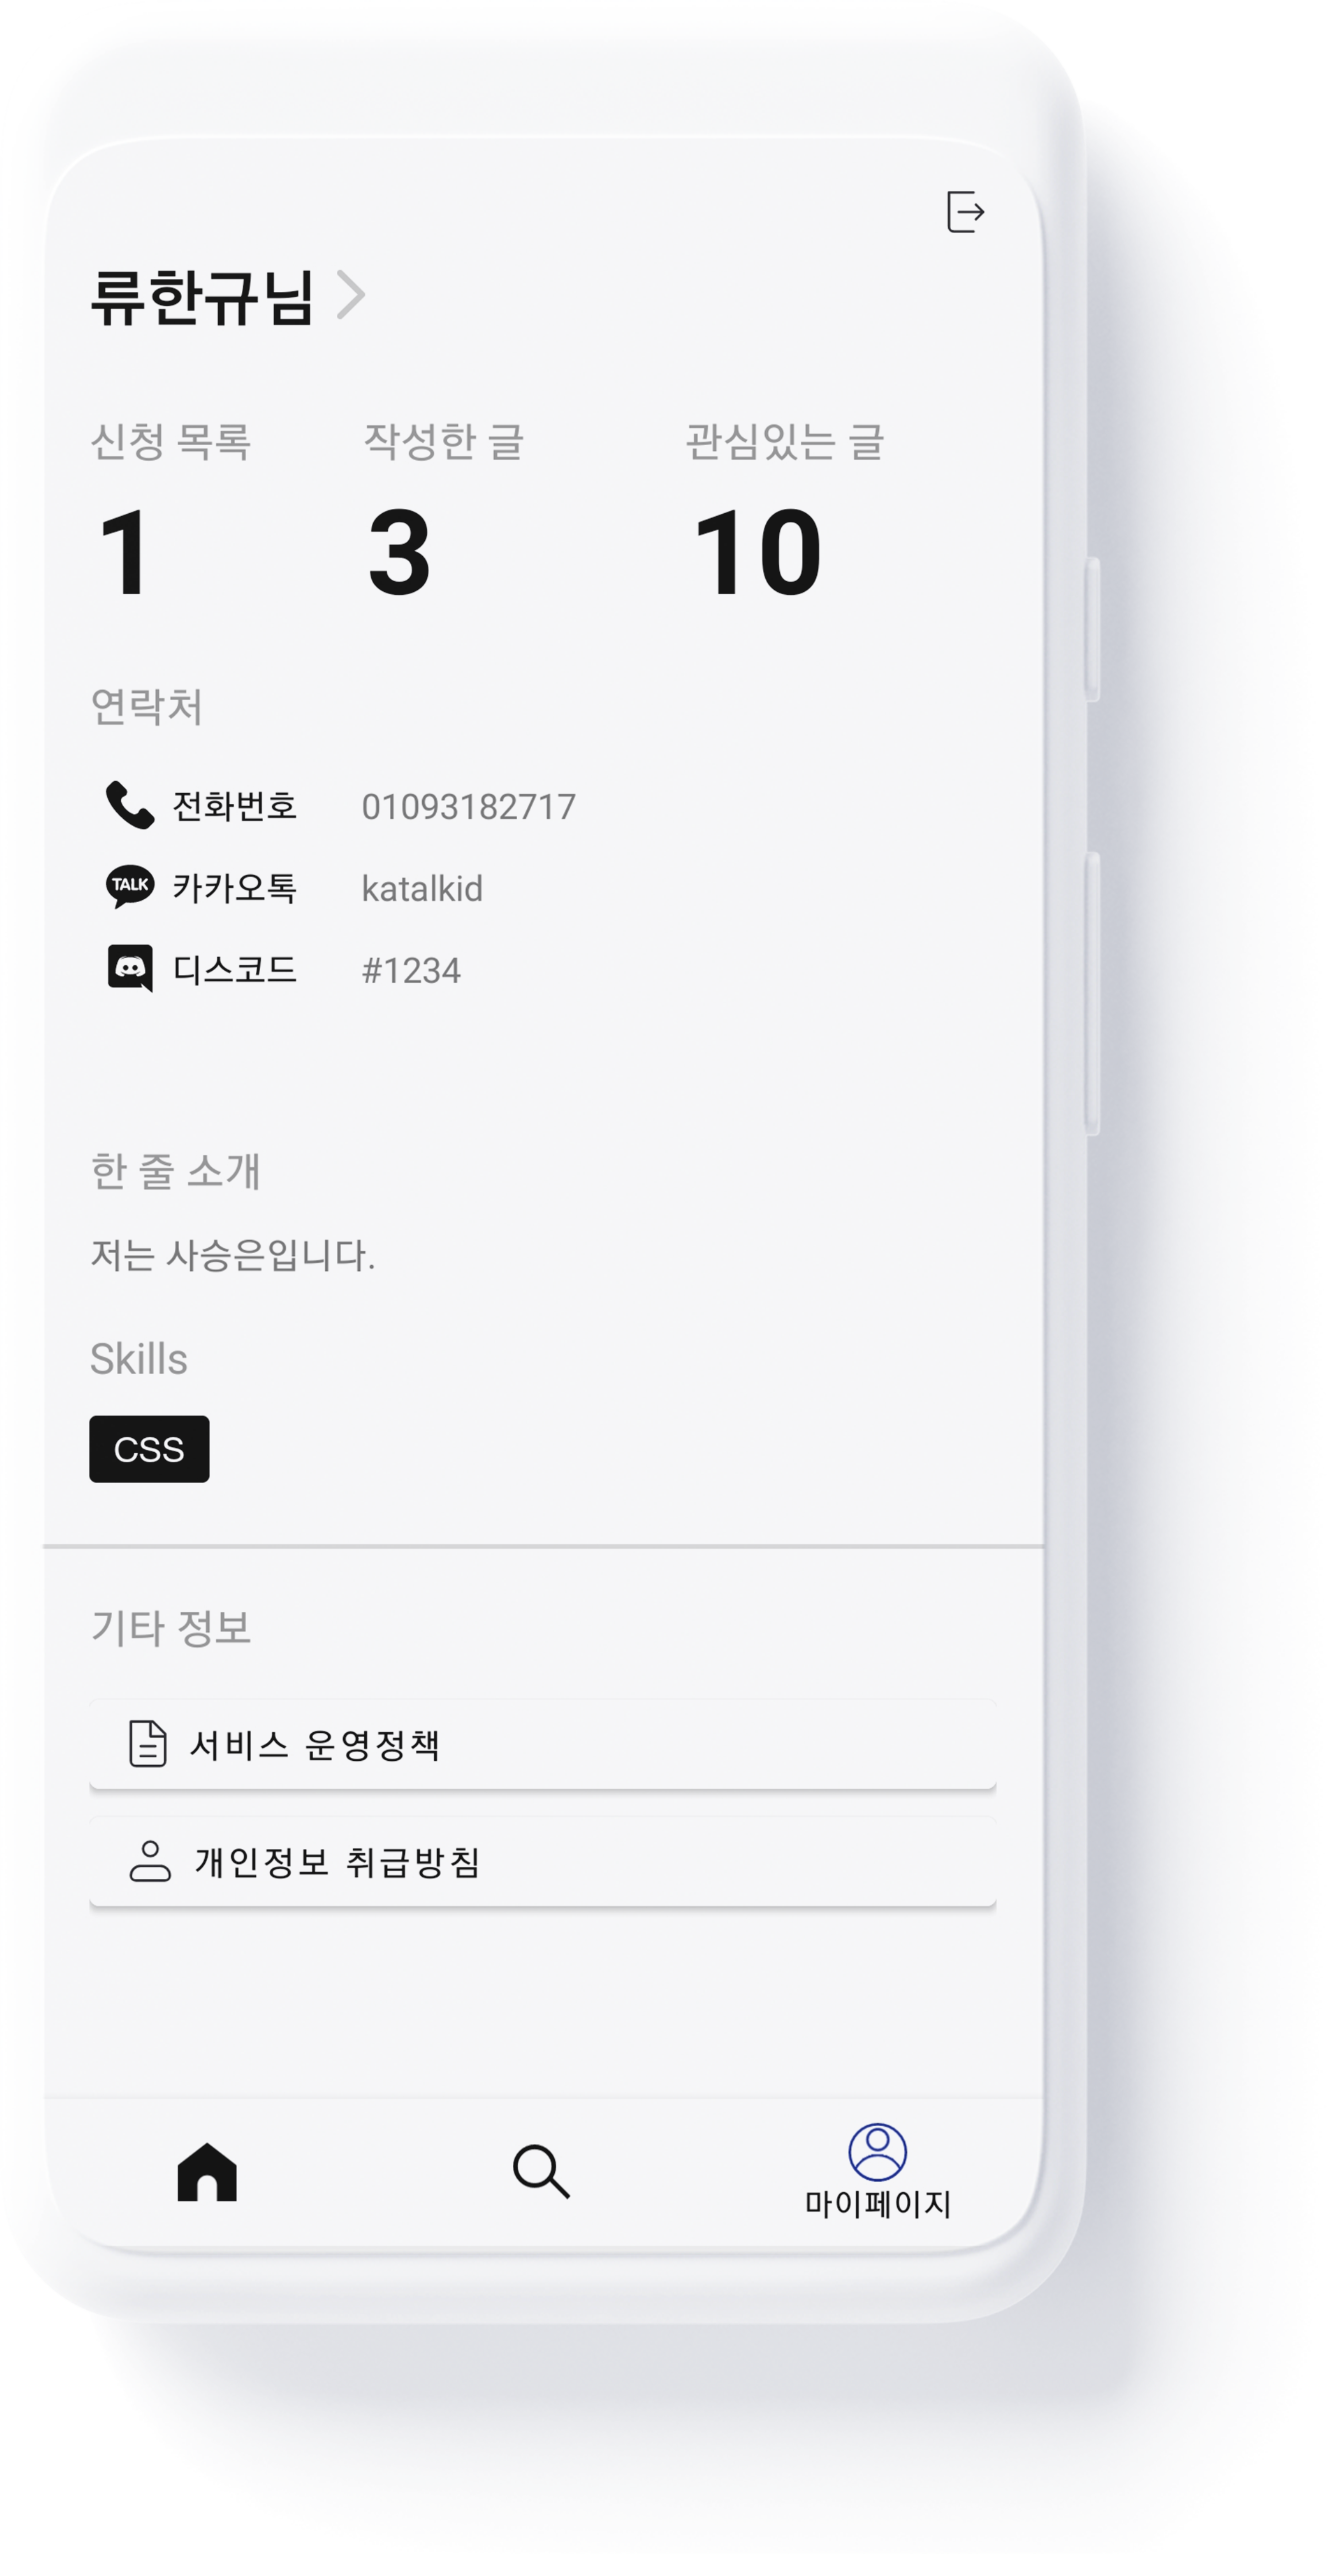 류한규님
신청 목록 작성한 글 관심있는 글
1 3 10
연락처
전화번호 01093182717
TALK 카카오톡 katalkid
디스코드 #1234
한 줄 소개
저는 사승은입니다.
Skills
CSS
기타 정보
서비스 운영정책
개인정보 취급방침
마이페이지